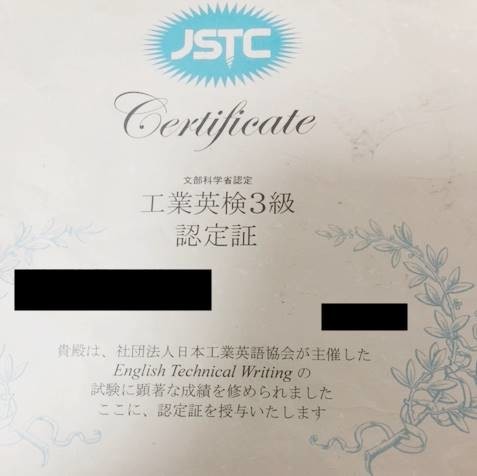 JSTC
Certificate
文部科学省認定
工業英検3級
認定証
貴殿は、社団法人日本工業英語協会が主催した
English Technical Writing の
試験に顕著な成績を修められました
ここに、認定証を授与いたします